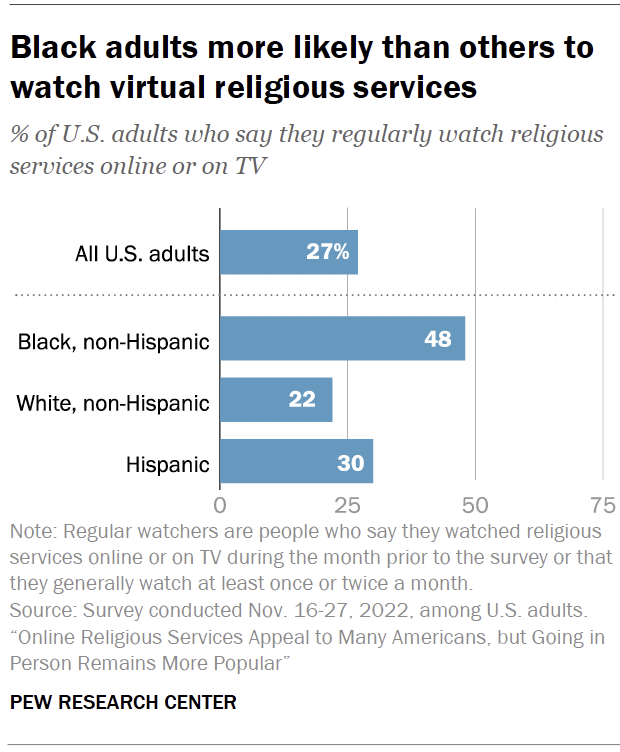 Black adults more likely than others to
watch virtual religious services
% of U.S. adults who say they regularly watch religious
services online or on TV
All U.S. adults 27%
Black, non-Hispanic 48
White, non-Hispanic 22
Hispanic 30
0 25 50 75
Note: Regular watchers are people who say they watched religious
services online or on TV during the month prior to the survey or that
they generally watch at least once or twice a month.
Source: Survey conducted Nov. 16-27, 2022, among U.S. adults.
“Online Religious Services Appeal to Many Americans, but Going in
Person Remains More Popular”
PEW RESEARCH CENTER